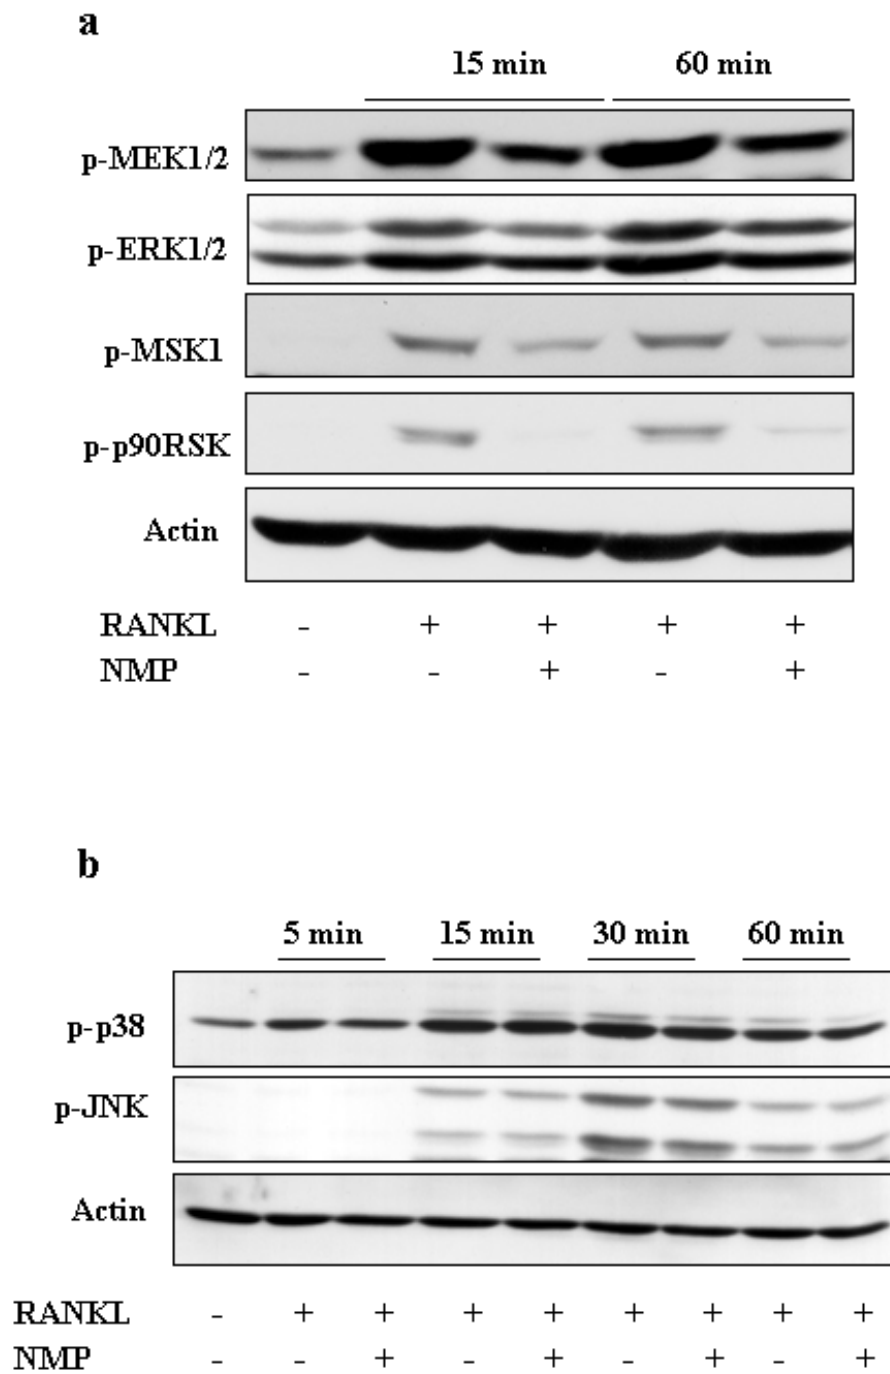 a
15 min 60 min
p-MEK1/2
p-ERK1/2
p-MSK1
p-p90RSK
Actin
RANKL - + + + +
NMP - - + - +
b
5 min 15 min 30 min 60 min
p-p38
p-JNK
Actin
RANKL - + + + + + + + +
NMP - - + - + - + - +